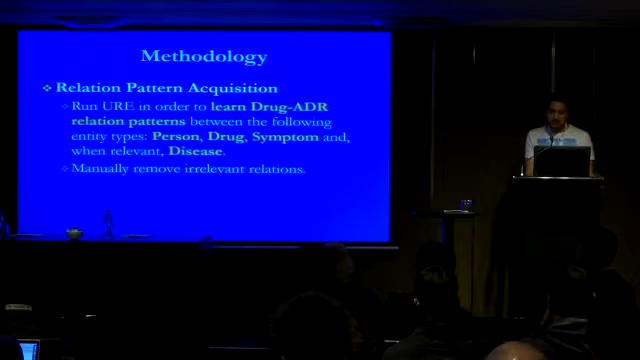 Methodology
Relation Pattern Acquisition
Run URE in order to learn Drug-ADR
relation patterns between the following
entity types: Person, Drug, Symptom and,
when relevant, Disease.
Manually remove irrelevant relations.